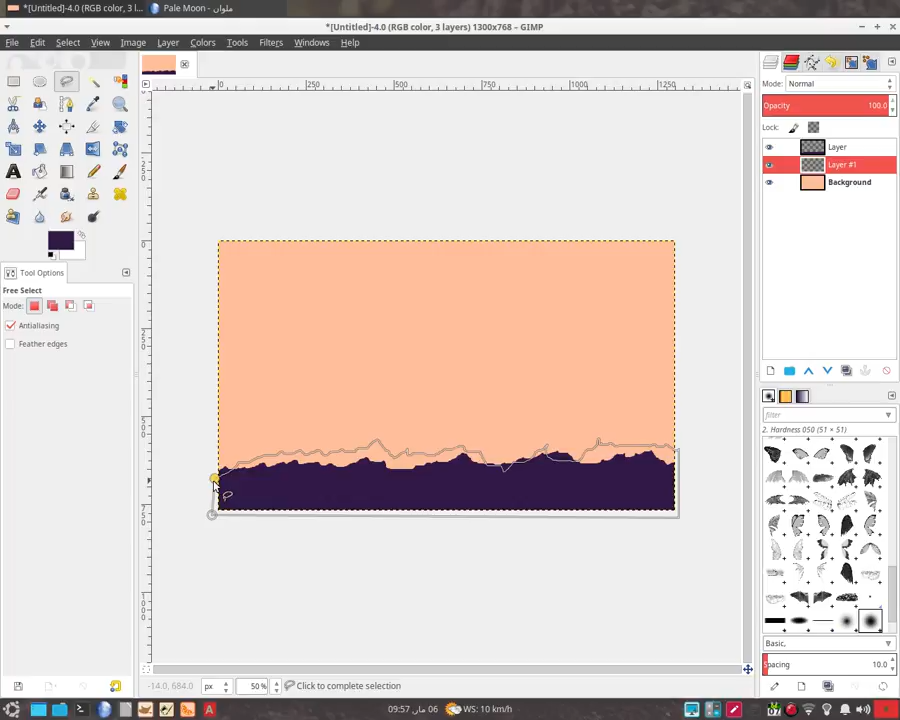 *[Untitled]-4.0 (RGB color, 3 l... Pale Moon - ملوان
*[Untitled]-4.0 (RGB color, 3 layers) 1300x768 – GIMP
File Edit Select View Image Layer Colors Tools Filters Windows Help
Mode: Normal
Opacity 100.0
Lock:
Layer
Layer #1
Background
0 250 500 750 1000 1250
Tool Options
Free Select
Mode:
Antialiasing
Feather edges
filter
2. Hardness 050 (51 × 51)
Basic,
Spacing 10.0
-14.0, 684.0 px 50 % Click to complete selection
09:57 مار, 06 WS: 10 km/h